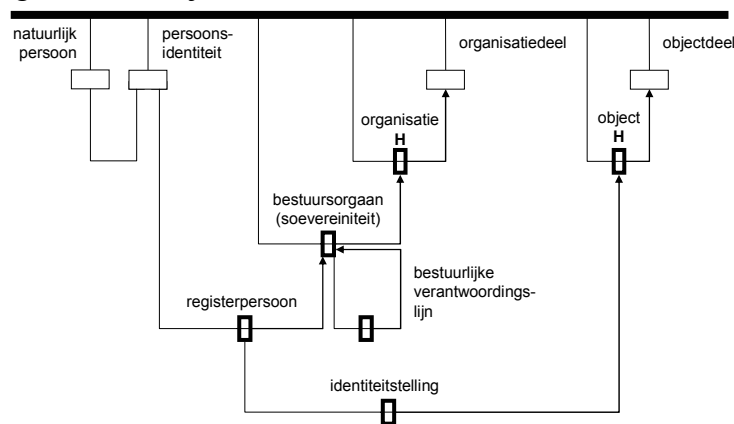 natuurlijk
persoon
persoons-
identiteit
organisatiedeel
objectdeel
organisatie
H
object
H
bestuursorgaan
(soevereiniteit)
bestuurlijke
verantwoordings-
lijn
registerpersoon
identiteitstelling